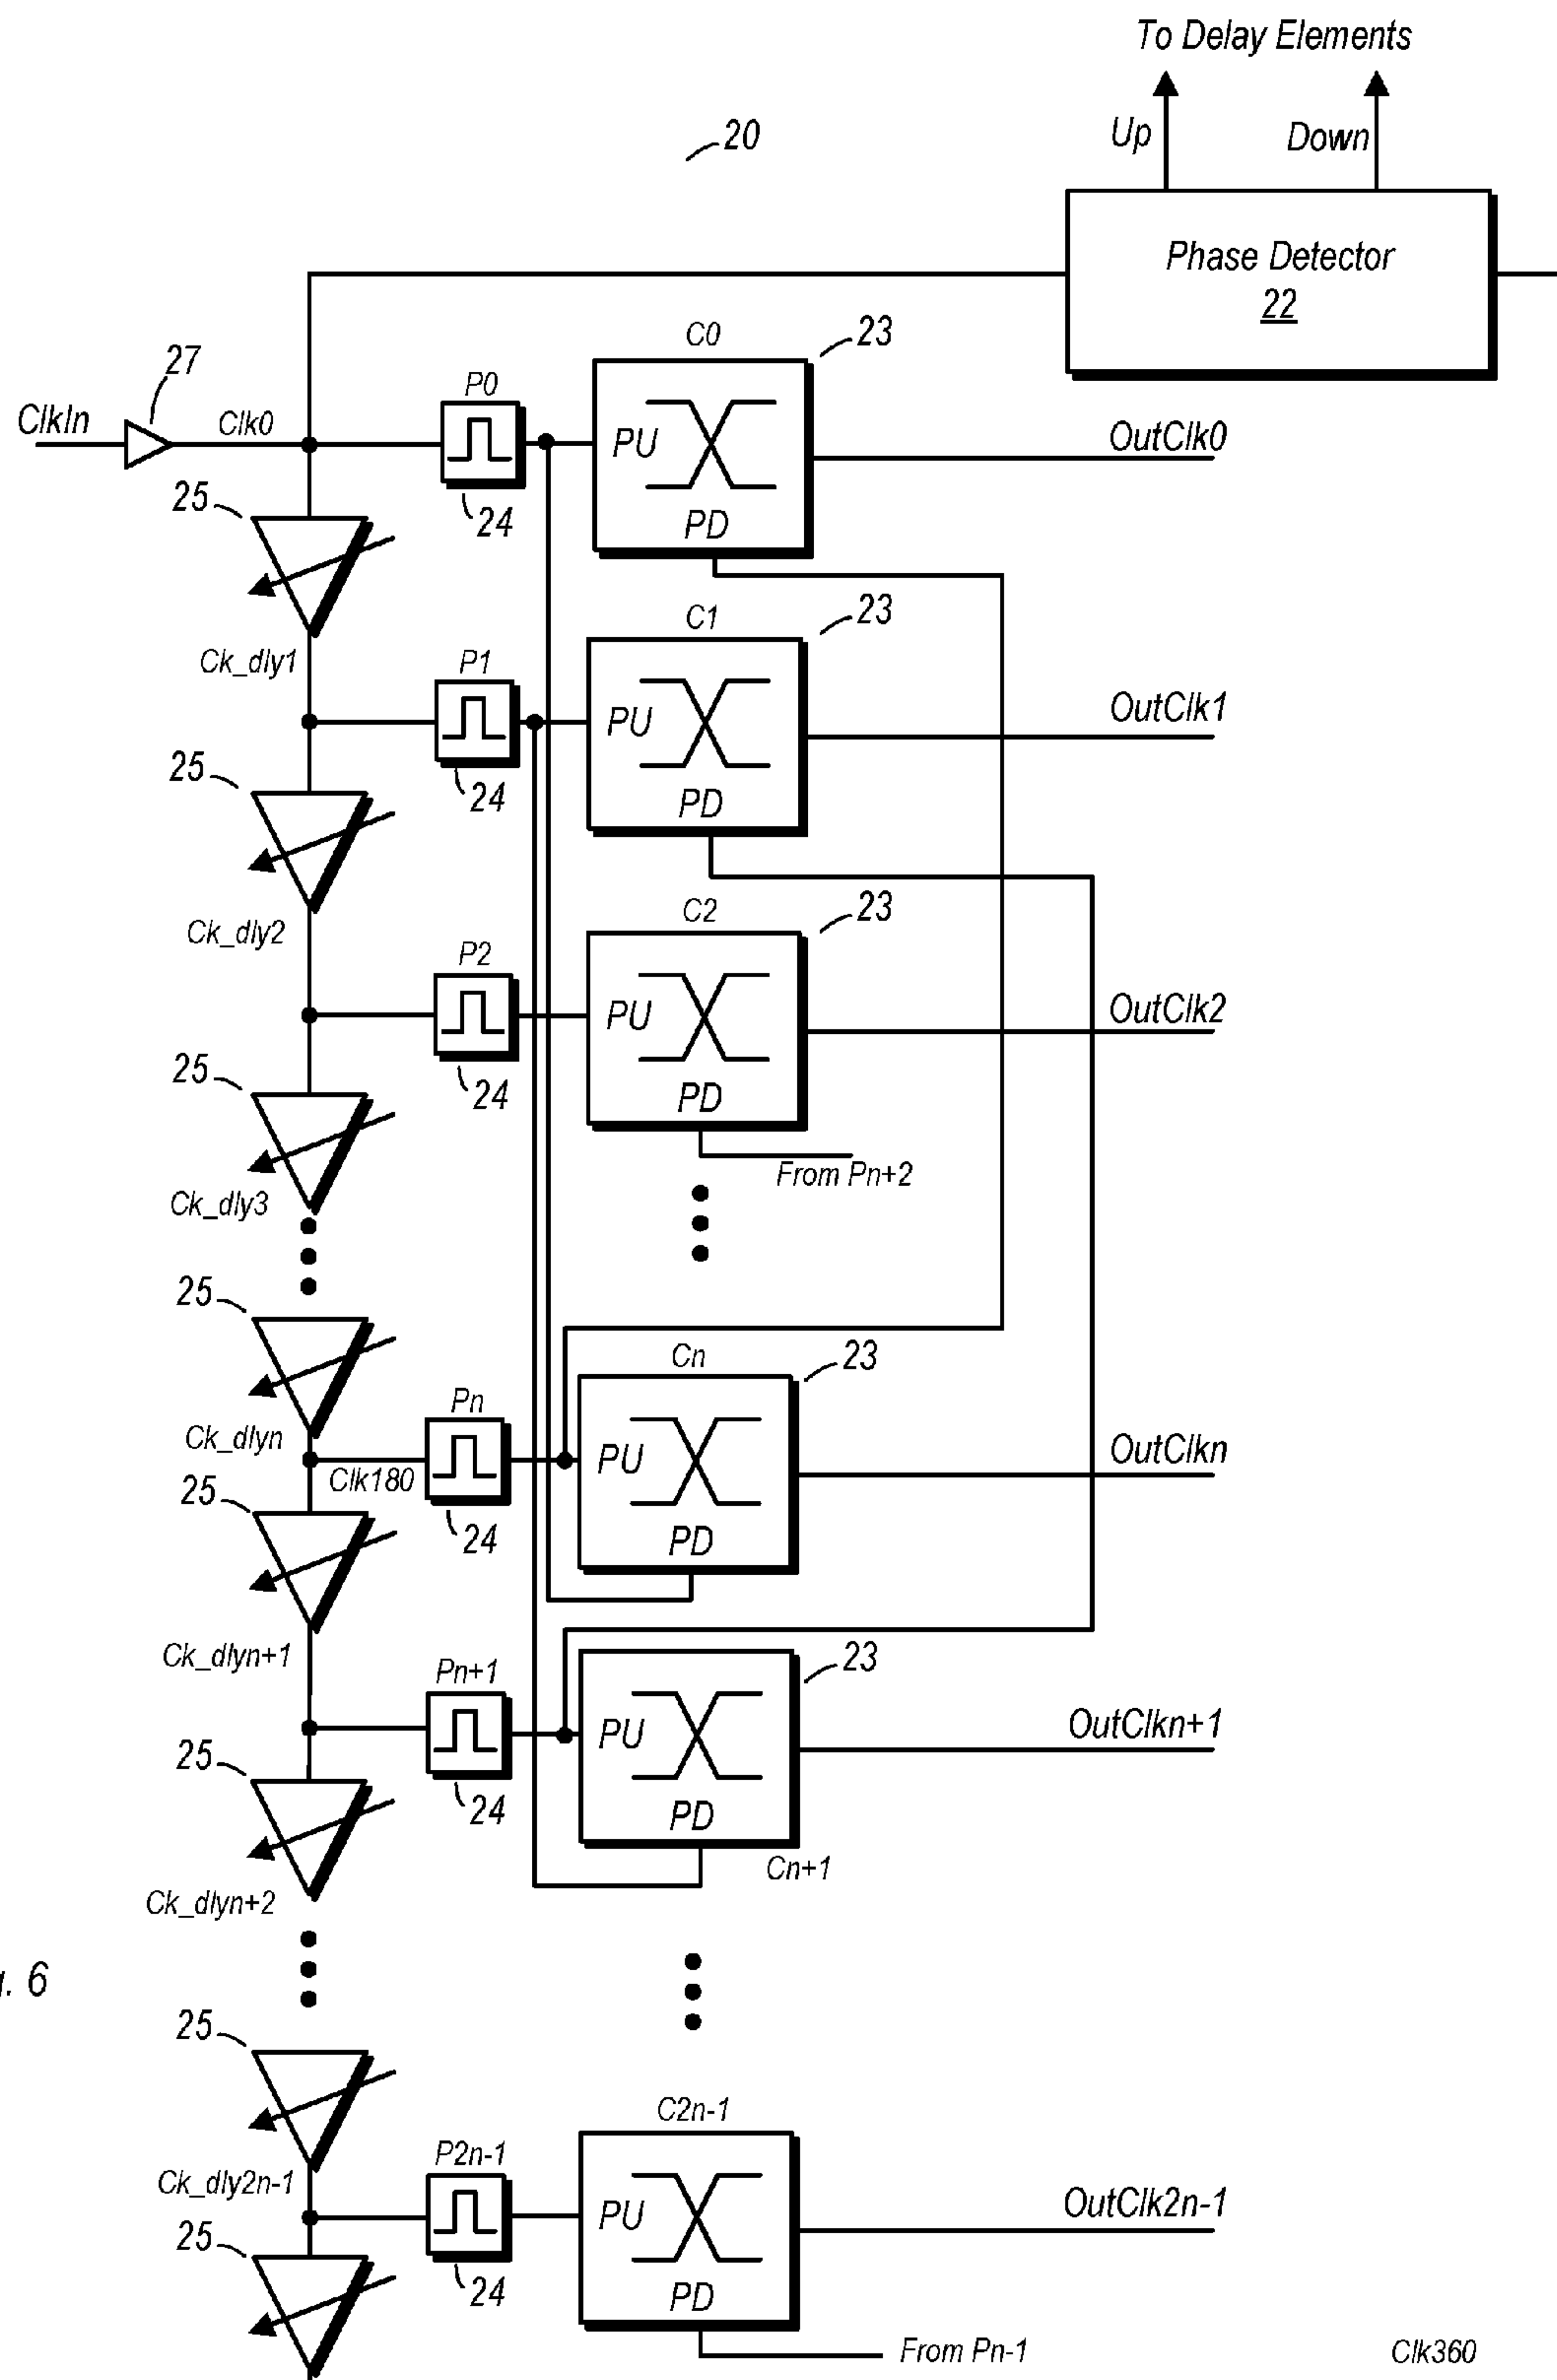 To Delay Elements
Up
Down
20
Phase Detector
22
C0
23
27
P0
ClkIn
Clk0
PU
OutClk0
25
24
PD
C1
23
Ck_dly1
P1
PU
OutClk1
25
24
PD
C2
23
Ck_dly2
P2
PU
OutClk2
25
24
PD
From Pn+2
Ck_dly3
25
Cn
23
Pn
Ck_dlyn
Clk180
PU
OutClkn
25
24
PD
23
Ck_dlyn+1
Pn+1
PU
OutClkn+1
25
24
PD
Cn+1
Ck_dlyn+2
. 6
25
C2n-1
P2n-1
Ck_dly2n-1
PU
OutClk2n-1
25
24
PD
From Pn-1
Clk360